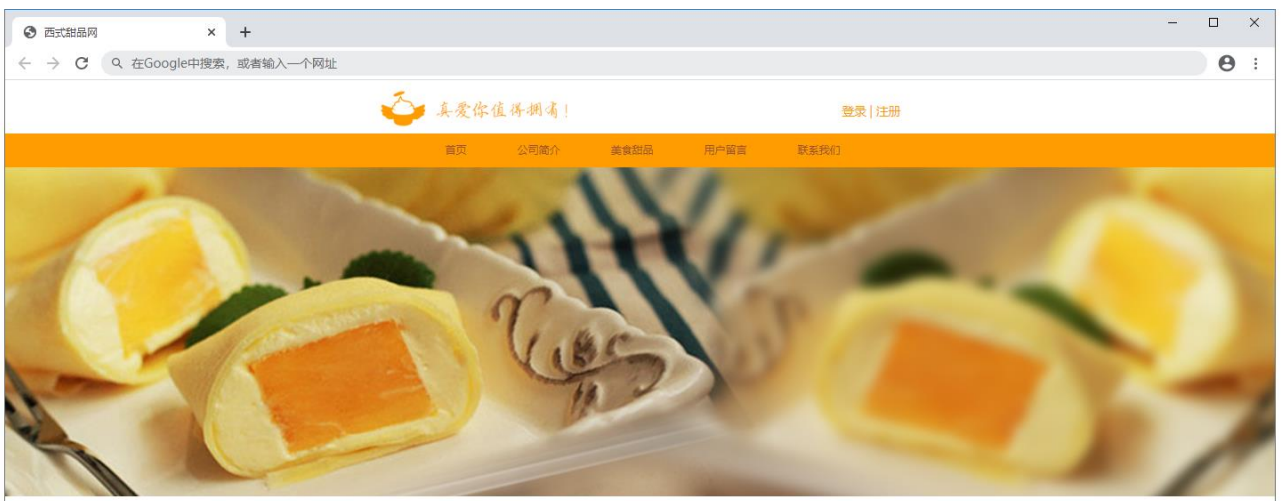 西式甜品网
在Google中搜索，或者输入一个网址
真爱你值得拥有！
登录 | 注册
首页 公司简介 美食甜品 用户留言 联系我们